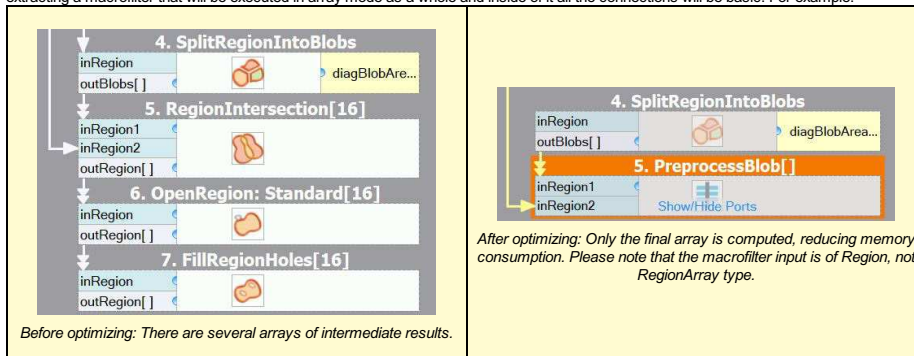 extracting a macrofilter that will be executed in array mode as a whole and inside of it all the connections will be basic. For example:
4. SplitRegionIntoBlobs
inRegion
outBlobs[ ]
diagBlobAre...
5. RegionIntersection[16]
inRegion1
inRegion2
outRegion[ ]
6. OpenRegion: Standard[16]
inRegion
outRegion[ ]
7. FillRegionHoles[16]
inRegion
outRegion[ ]
Before optimizing: There are several arrays of intermediate results.
4. SplitRegionIntoBlobs
inRegion
outBlobs[ ]
diagBlobArea...
5. PreprocessBlob[]
inRegion1
inRegion2
Show/Hide Ports
After optimizing: Only the final array is computed, reducing memory
consumption. Please note that the macrofilter input is of Region, not
RegionArray type.